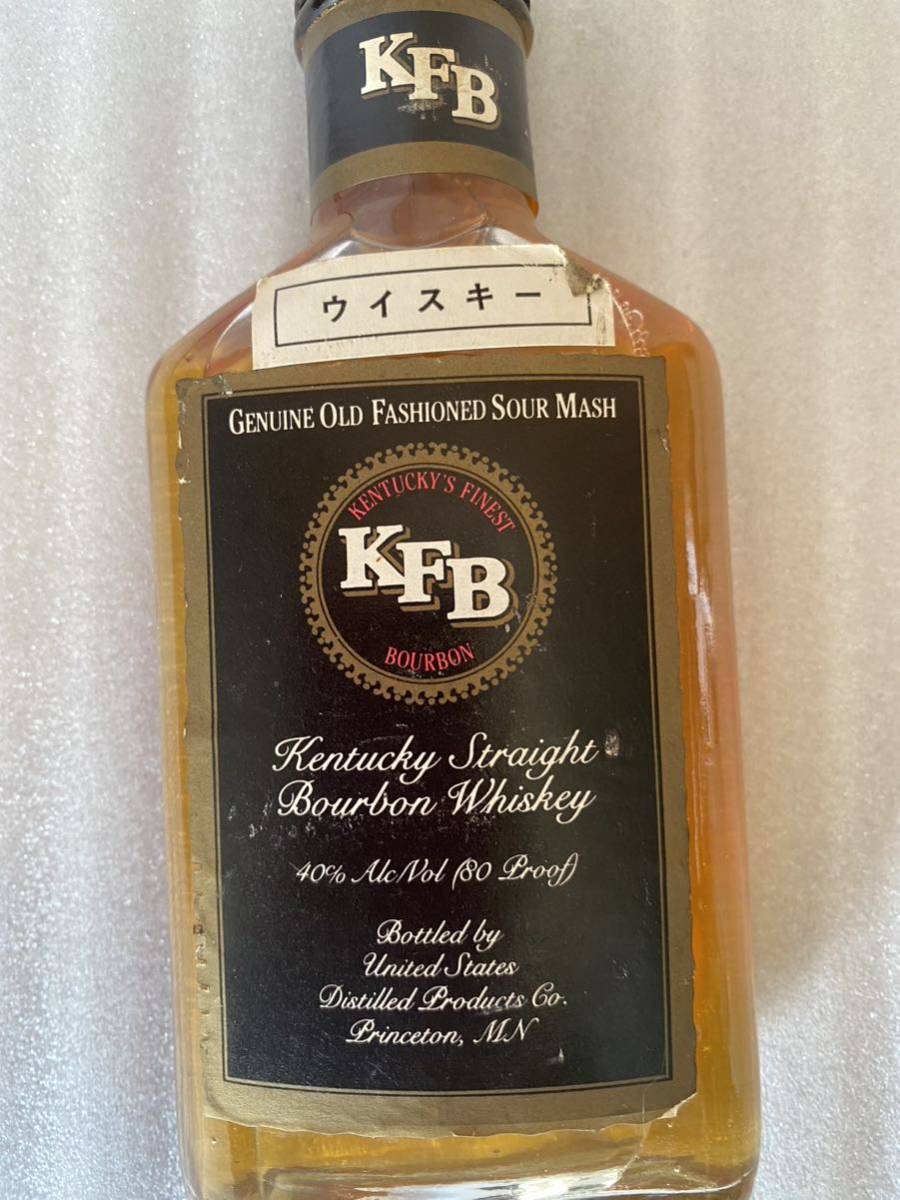 KFB
ウイスキー
GENUINE OLD FASHIONED SOUR MASH
KENTUCKY'S FINEST
KFB
BOURBON
Kentucky Straight
Bourbon Whiskey
40% Alc/Vol (80 Proof)
Bottled by
United States
Distilled Products Co.
Princeton, MN